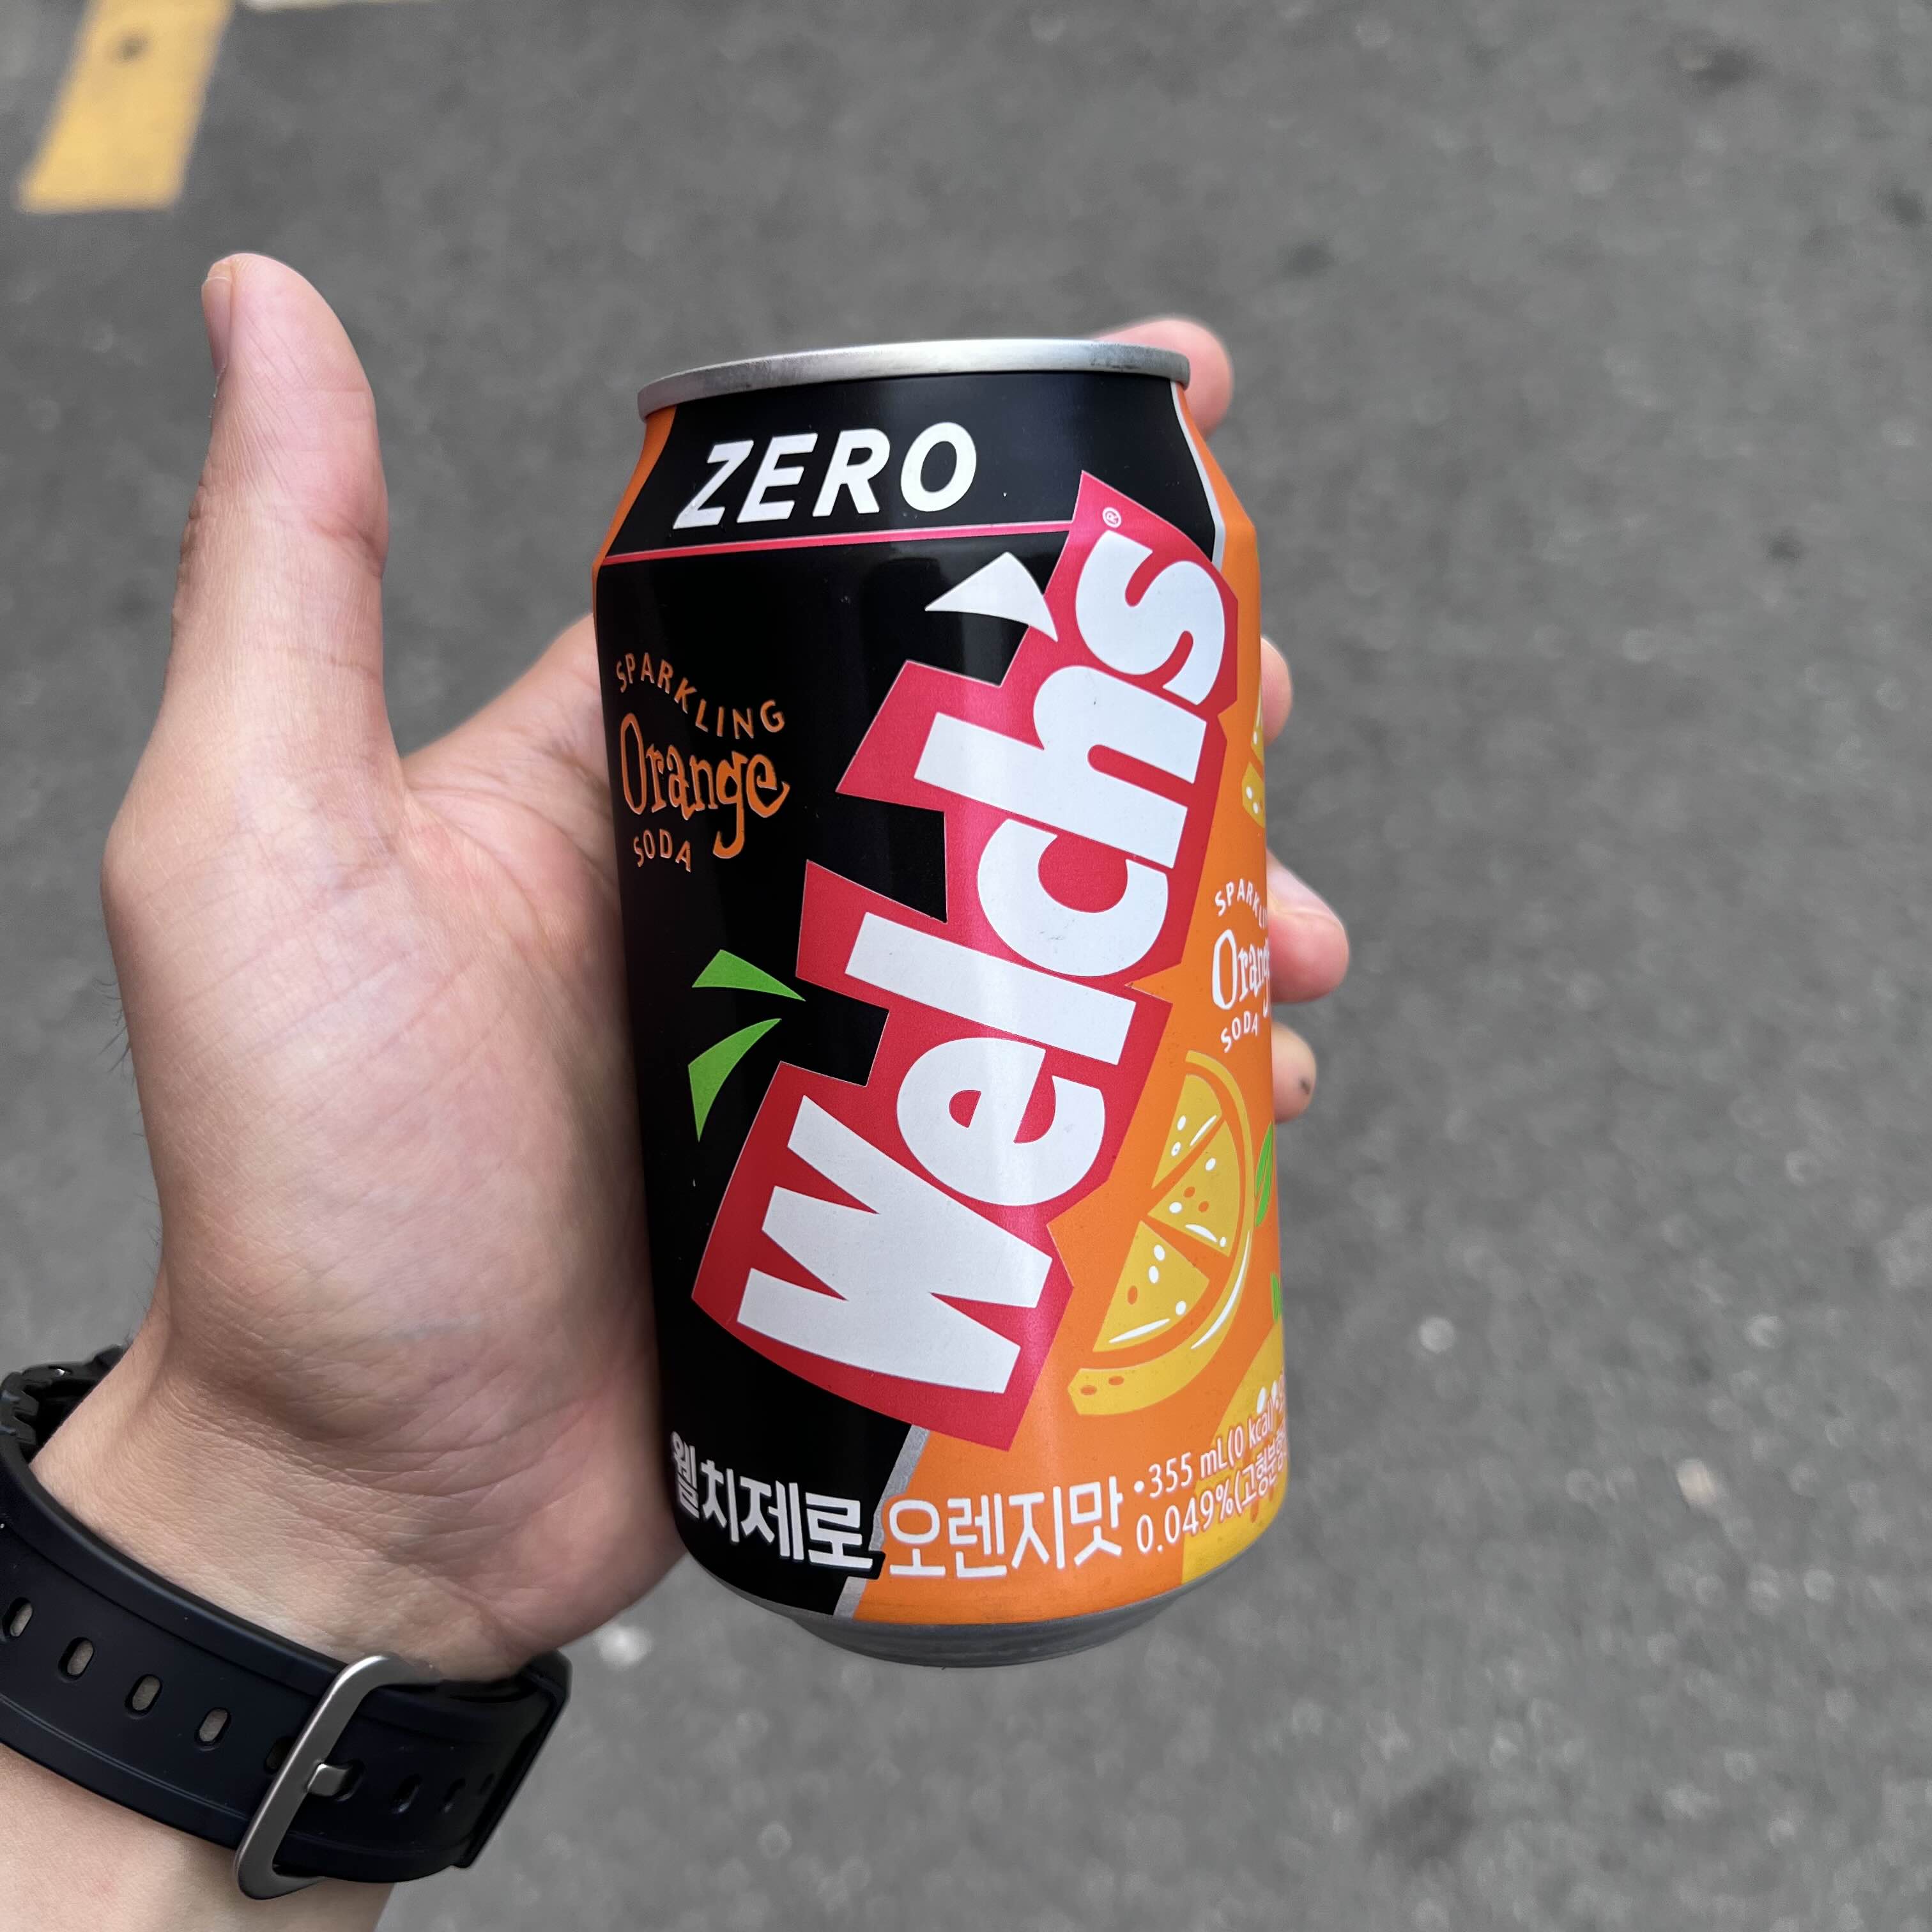 ZERO
Welch's®
SPARKLING
Orange
SODA
SODA
웰치제로 오렌지맛
•355 mL(0 kcal)
0.049%